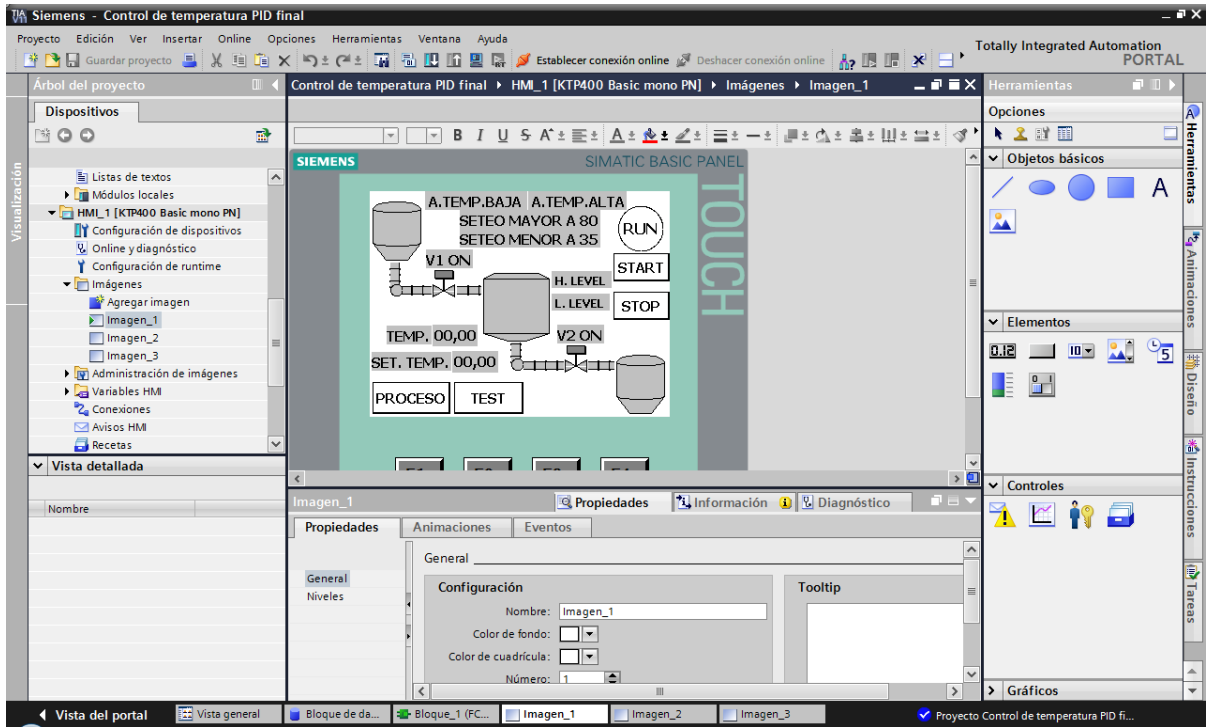 Siemens - Control de temperatura PID final
Proyecto Edición Ver Insertar Online Opciones Herramientas Ventana Ayuda
Totally Integrated Automation
PORTAL
Guardar proyecto
Establecer conexión online
Deshacer conexión online
Árbol del proyecto
Control de temperatura PID final HMI_1 [KTP400 Basic mono PN] Imágenes Imagen_1
Herramientas
Dispositivos
Opciones
B I U S A
Visualización
Listas de textos
Módulos locales
HMI_1 [KTP400 Basic mono PN]
Configuración de dispositivos
Online y diagnóstico
Configuración de runtime
Imágenes
Agregar imagen
Imagen_1
Imagen_2
Imagen_3
Administración de imágenes
Variables HMI
Conexiones
Avisos HMI
Recetas
Vista detallada
Nombre
SIEMENS
SIMATIC BASIC PANEL
TOUCH
A.TEMP.BAJA A.TEMP.ALTA
SETEO MAYOR A 80
SETEO MENOR A 35
RUN
V1 ON
START
H. LEVEL
L. LEVEL
STOP
TEMP. 00,00
V2 ON
SET. TEMP. 00,00
PROCESO
TEST
Imagen_1
Propiedades
Información
Diagnóstico
Propiedades
Animaciones
Eventos
General
Niveles
General
Configuración
Nombre: Imagen_1
Color de fondo:
Color de cuadrícula:
Número: 1
Tooltip
Objetos básicos
A
Elementos
Controles
Gráficos
Herramientas
Animaciones
Diseño
Instrucciones
Tareas
Vista del portal
Vista general
Bloque de da...
Bloque_1 (FC...
Imagen_1
Imagen_2
Imagen_3
Proyecto Control de temperatura PID fi...